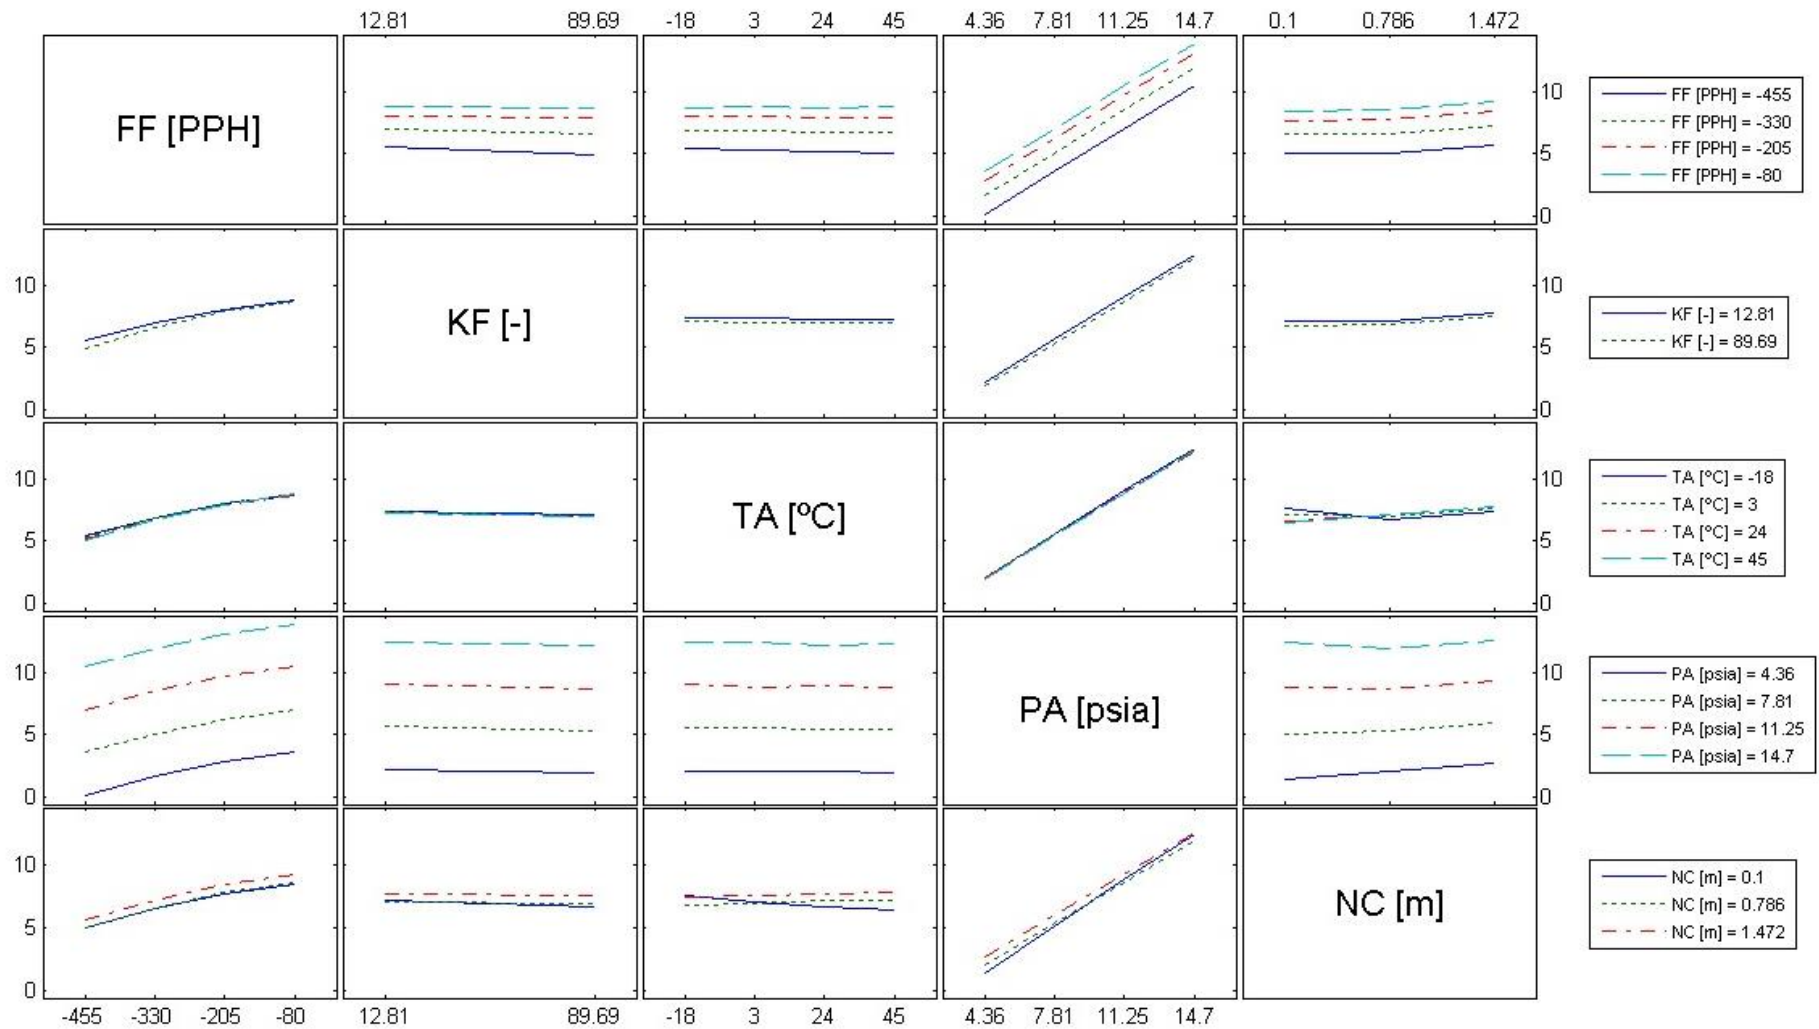 12.81 89.69 -18 3 24 45 4.36 7.81 11.25 14.7 0.1 0.786 1.472
FF [PPH]
10
5
0
FF [PPH] = -455
FF [PPH] = -330
FF [PPH] = -205
FF [PPH] = -80
10
5
0
KF [-]
10
5
0
KF [-] = 12.81
KF [-] = 89.69
10
5
0
TA [ºC]
10
5
0
TA [ºC] = -18
TA [ºC] = 3
TA [ºC] = 24
TA [ºC] = 45
10
5
0
PA [psia]
10
5
0
PA [psia] = 4.36
PA [psia] = 7.81
PA [psia] = 11.25
PA [psia] = 14.7
10
5
0
NC [m]
NC [m] = 0.1
NC [m] = 0.786
NC [m] = 1.472
-455 -330 -205 -80 12.81 89.69 -18 3 24 45 4.36 7.81 11.25 14.7